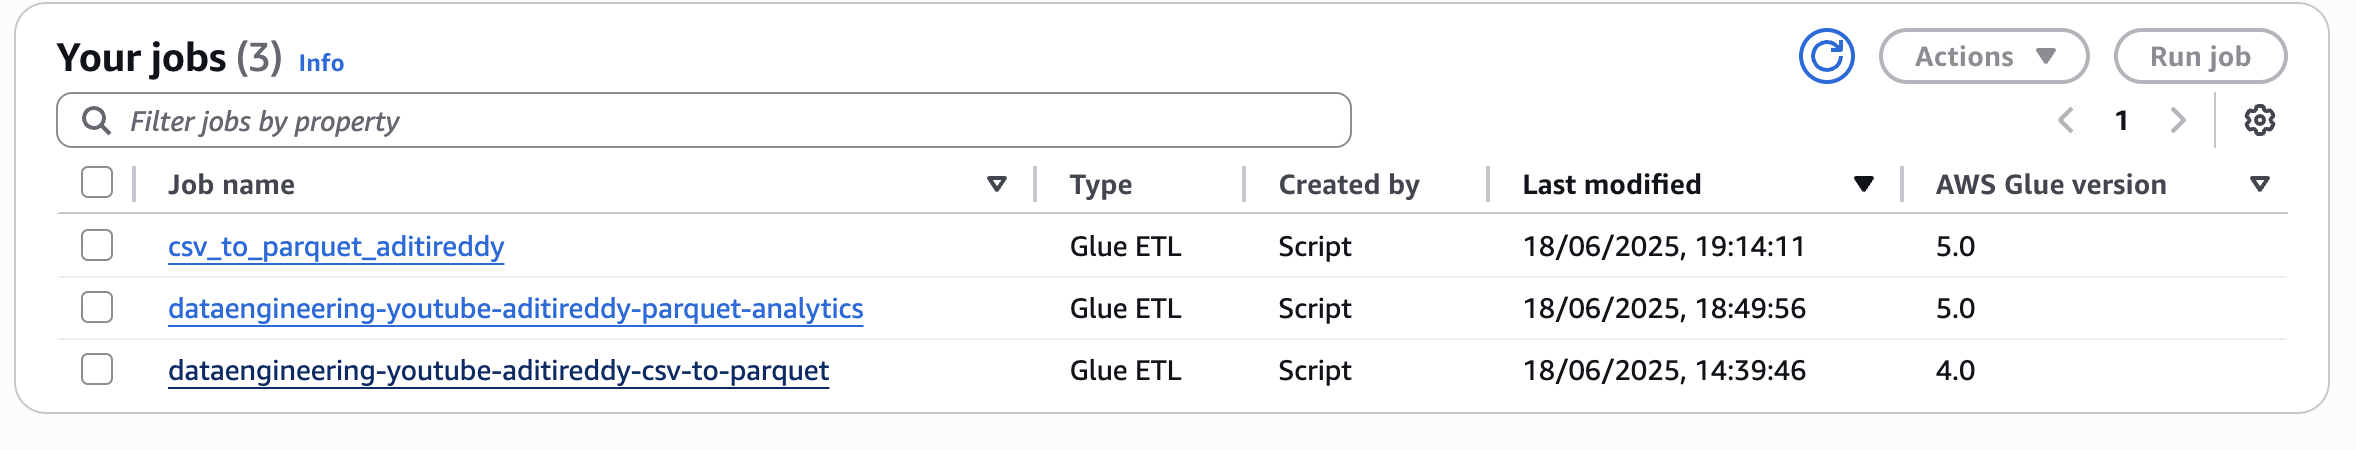 Your jobs (3) Info Actions Run job
Filter jobs by property 1
Job name Type Created by Last modified AWS Glue version
csv_to_parquet_aditireddy Glue ETL Script 18/06/2025, 19:14:11 5.0
dataengineering-youtube-aditireddy-parquet-analytics Glue ETL Script 18/06/2025, 18:49:56 5.0
dataengineering-youtube-aditireddy-csv-to-parquet Glue ETL Script 18/06/2025, 14:39:46 4.0